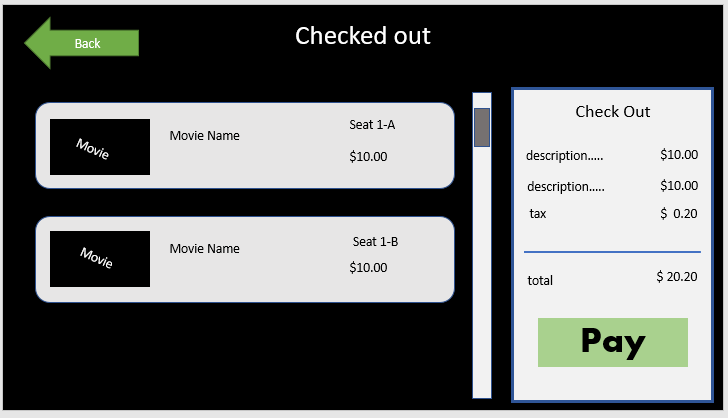 Back
Checked out
Movie
Movie Name
Seat 1-A
$10.00
Movie
Movie Name
Seat 1-B
$10.00
Check Out
description..... $10.00
description..... $10.00
tax $ 0.20
total $ 20.20
Pay